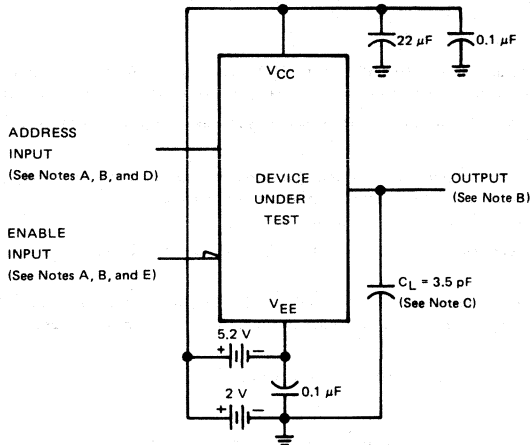 22 µF
0.1 µF
VCC
ADDRESS
INPUT
(See Notes A, B, and D)
DEVICE
UNDER
TEST
OUTPUT
(See Note B)
ENABLE
INPUT
(See Notes A, B, and E)
CL = 3.5 pF
(See Note C)
VEE
5.2 V
+ −
0.1 µF
2 V
+ −